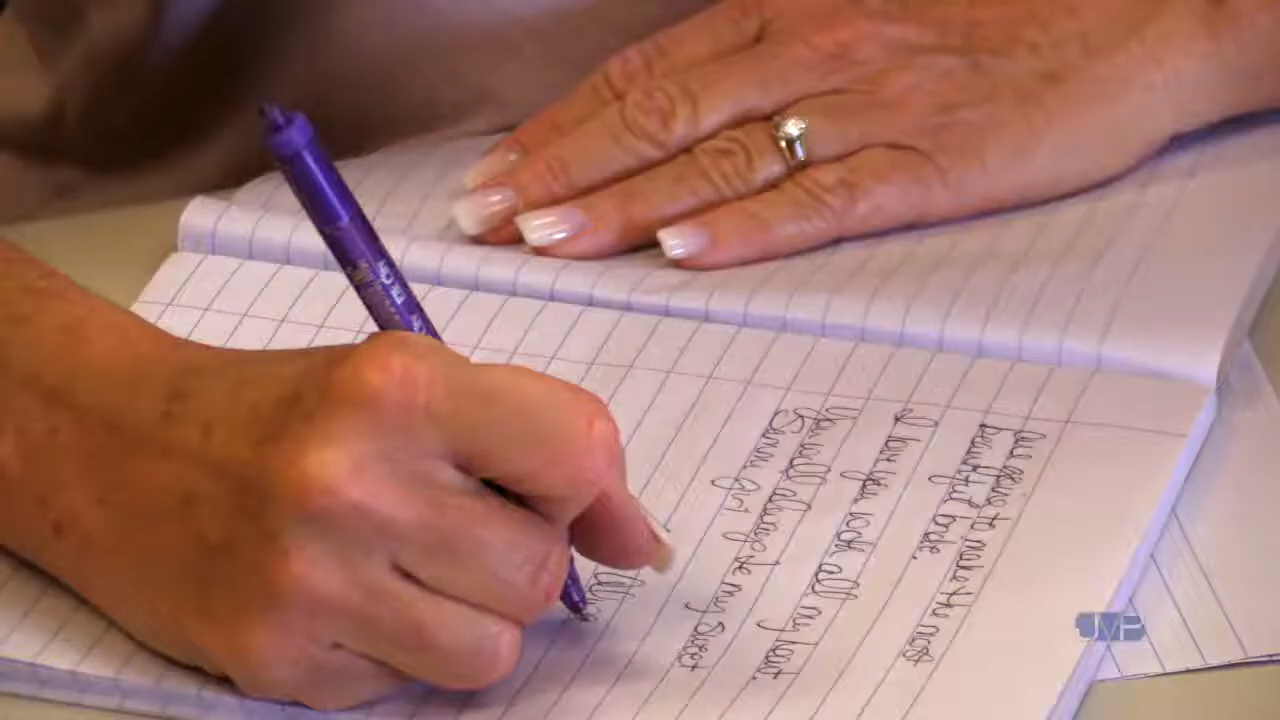 are going to make the most
beautiful bride.
I love you with all my heart.
You will always be my sweet
girl
JMP